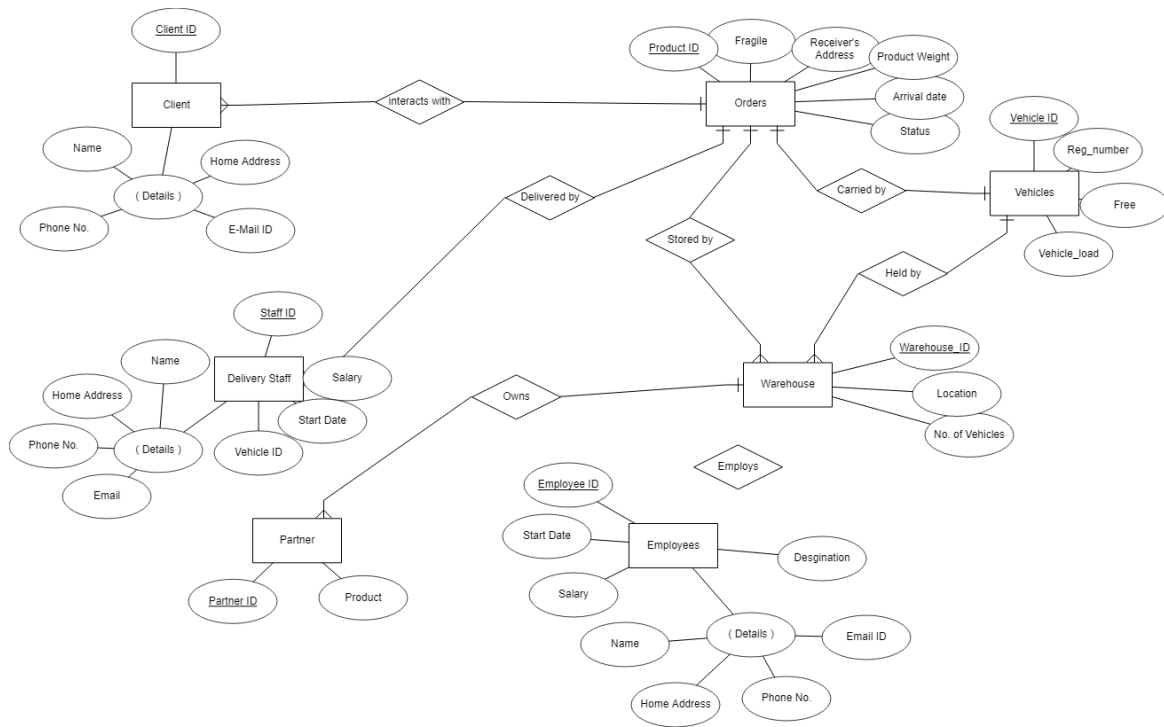 Client ID
Client
Name
Home Address
( Details )
Phone No.
E-Mail ID
interacts with
Product ID
Fragile
Receiver's
Address
Product Weight
Orders
Arrival date
Status
Vehicle ID
Reg_number
Vehicles
Free
Vehicle_load
Delivered by
Carried by
Stored by
Held by
Staff ID
Name
Delivery Staff
Salary
Home Address
Start Date
Phone No.
( Details )
Vehicle ID
Email
Owns
Warehouse_ID
Warehouse
Location
No. of Vehicles
Employs
Partner
Partner ID
Product
Employee ID
Start Date
Employees
Desgination
Salary
Name
( Details )
Email ID
Home Address
Phone No.